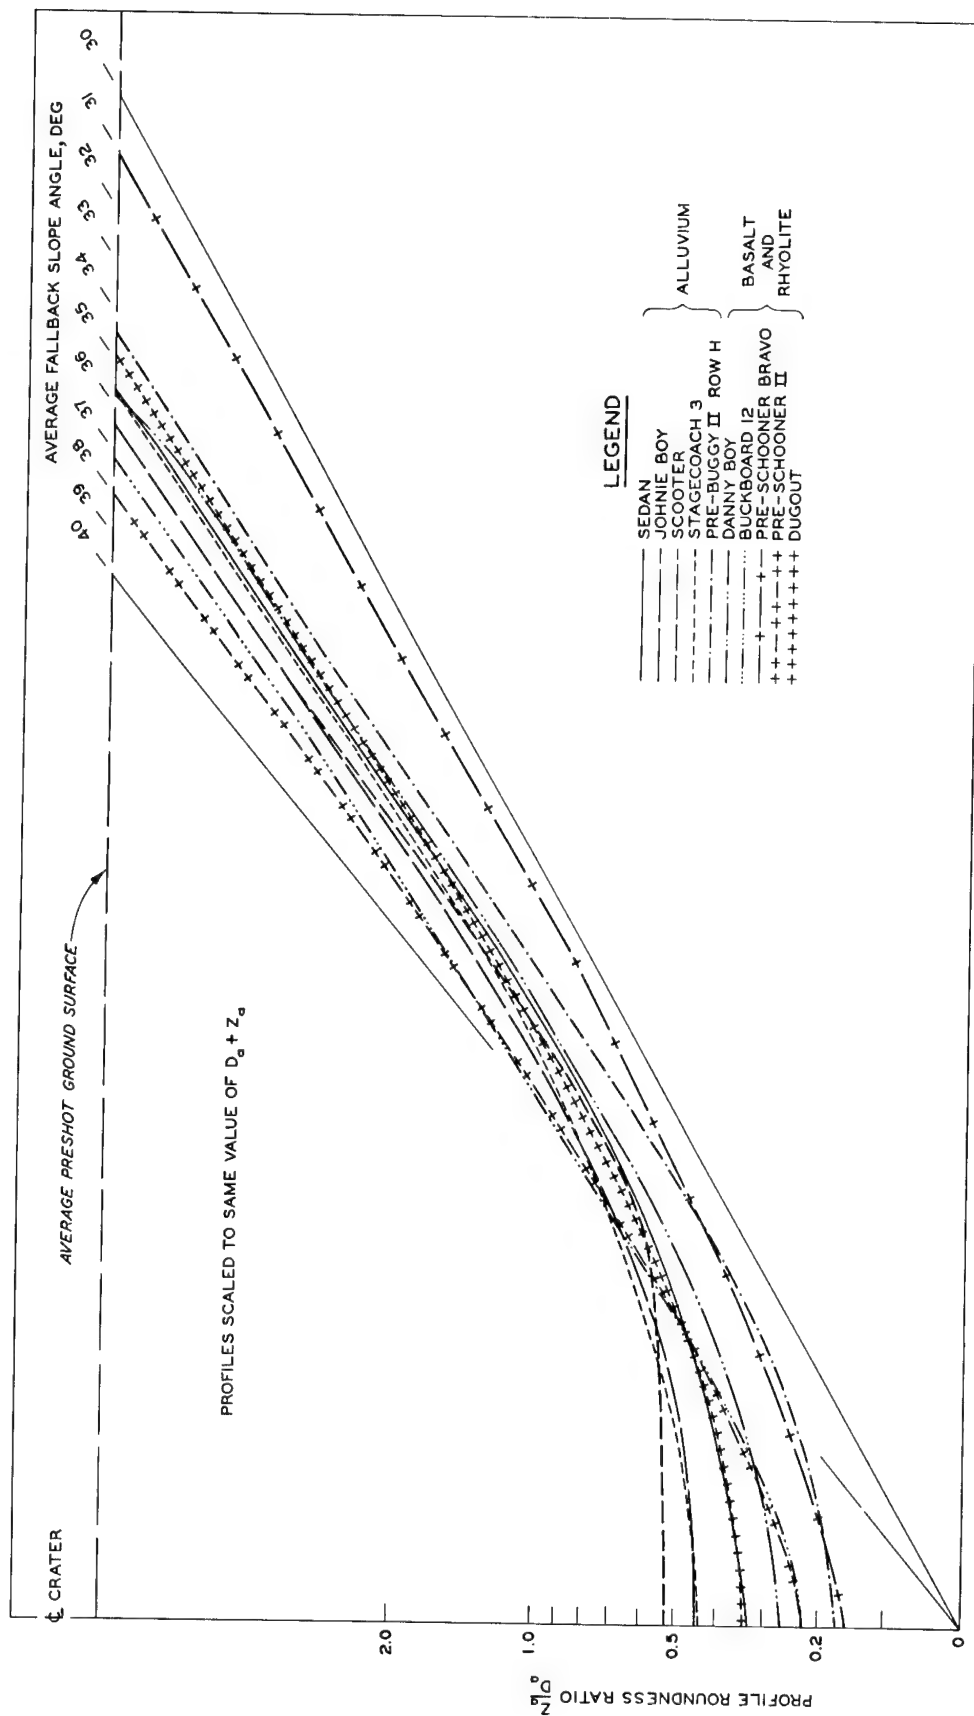 ℄ CRATER
AVERAGE PRESHOT GROUND SURFACE
AVERAGE FALLBACK SLOPE ANGLE, DEG
40 39 38 37 36 35 34 33 32 31 30
PROFILES SCALED TO SAME VALUE OF Dₐ + Zₐ
PROFILE ROUNDNESS RATIO Zₐ/Dₐ
2.0
1.0
0.5
0.2
0
LEGEND
SEDAN
JOHNIE BOY
SCOOTER
STAGECOACH 3
PRE-BUGGY II ROW H
ALLUVIUM
DANNY BOY
BUCKBOARD 12
PRE-SCHOONER BRAVO
PRE-SCHOONER II
DUGOUT
BASALT
AND
RHYOLITE